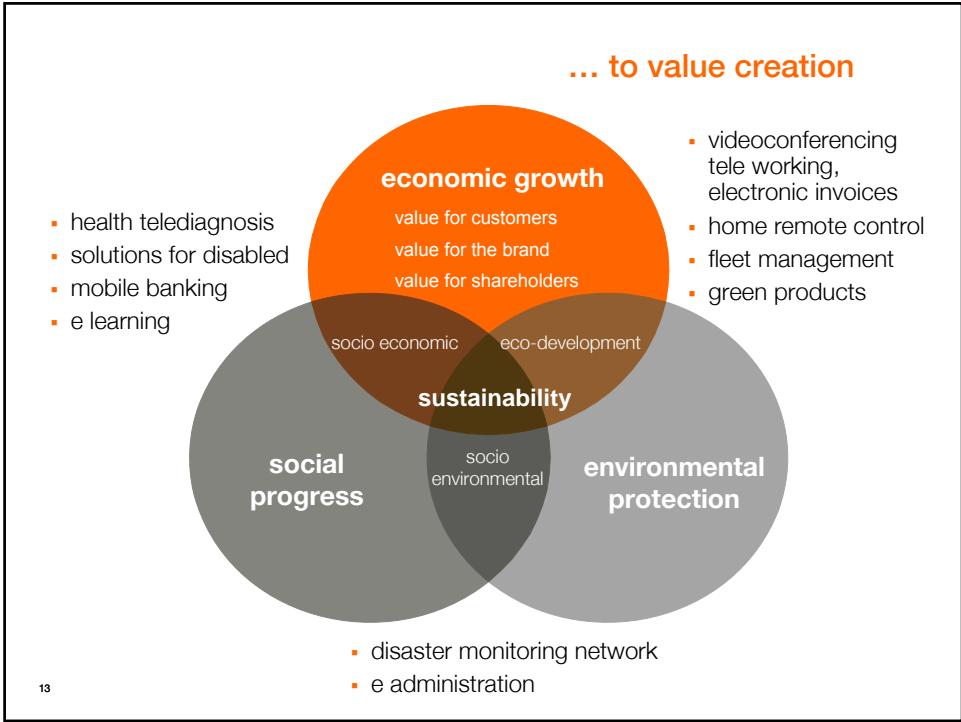 ... to value creation
▪ health telediagnosis
▪ solutions for disabled
▪ mobile banking
▪ e learning
economic growth
value for customers
value for the brand
value for shareholders
▪ videoconferencing
tele working,
electronic invoices
▪ home remote control
▪ fleet management
▪ green products
socio economic
eco-development
sustainability
social
progress
socio
environmental
environmental
protection
▪ disaster monitoring network
▪ e administration
13